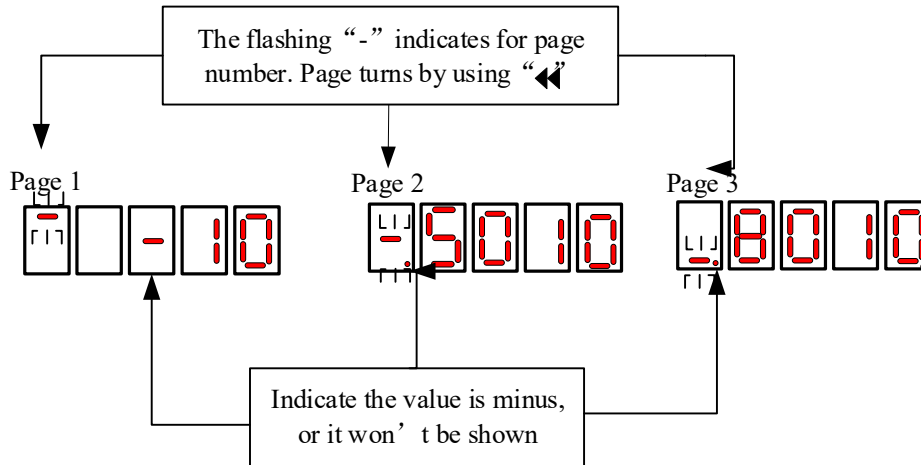 The flashing “-” indicates for page
number. Page turns by using “⏪”
Page 1
Page 2
Page 3
-10
-.5010
_.8010
Indicate the value is minus,
or it won’t be shown